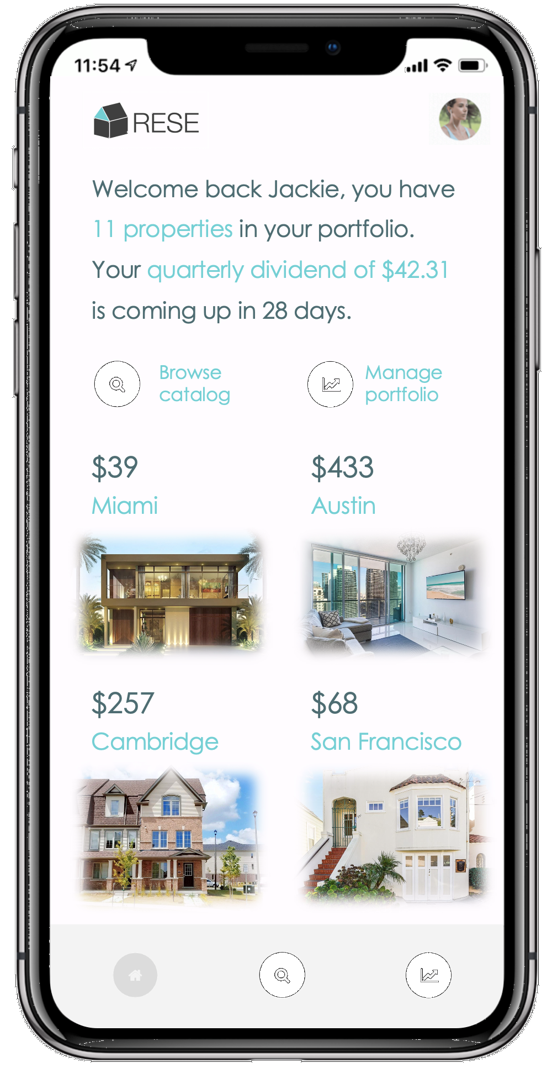 11:54
RESE
Welcome back Jackie, you have
11 properties in your portfolio.
Your quarterly dividend of $42.31
is coming up in 28 days.
Browse
catalog
Manage
portfolio
$39
Miami
$433
Austin
$257
Cambridge
$68
San Francisco